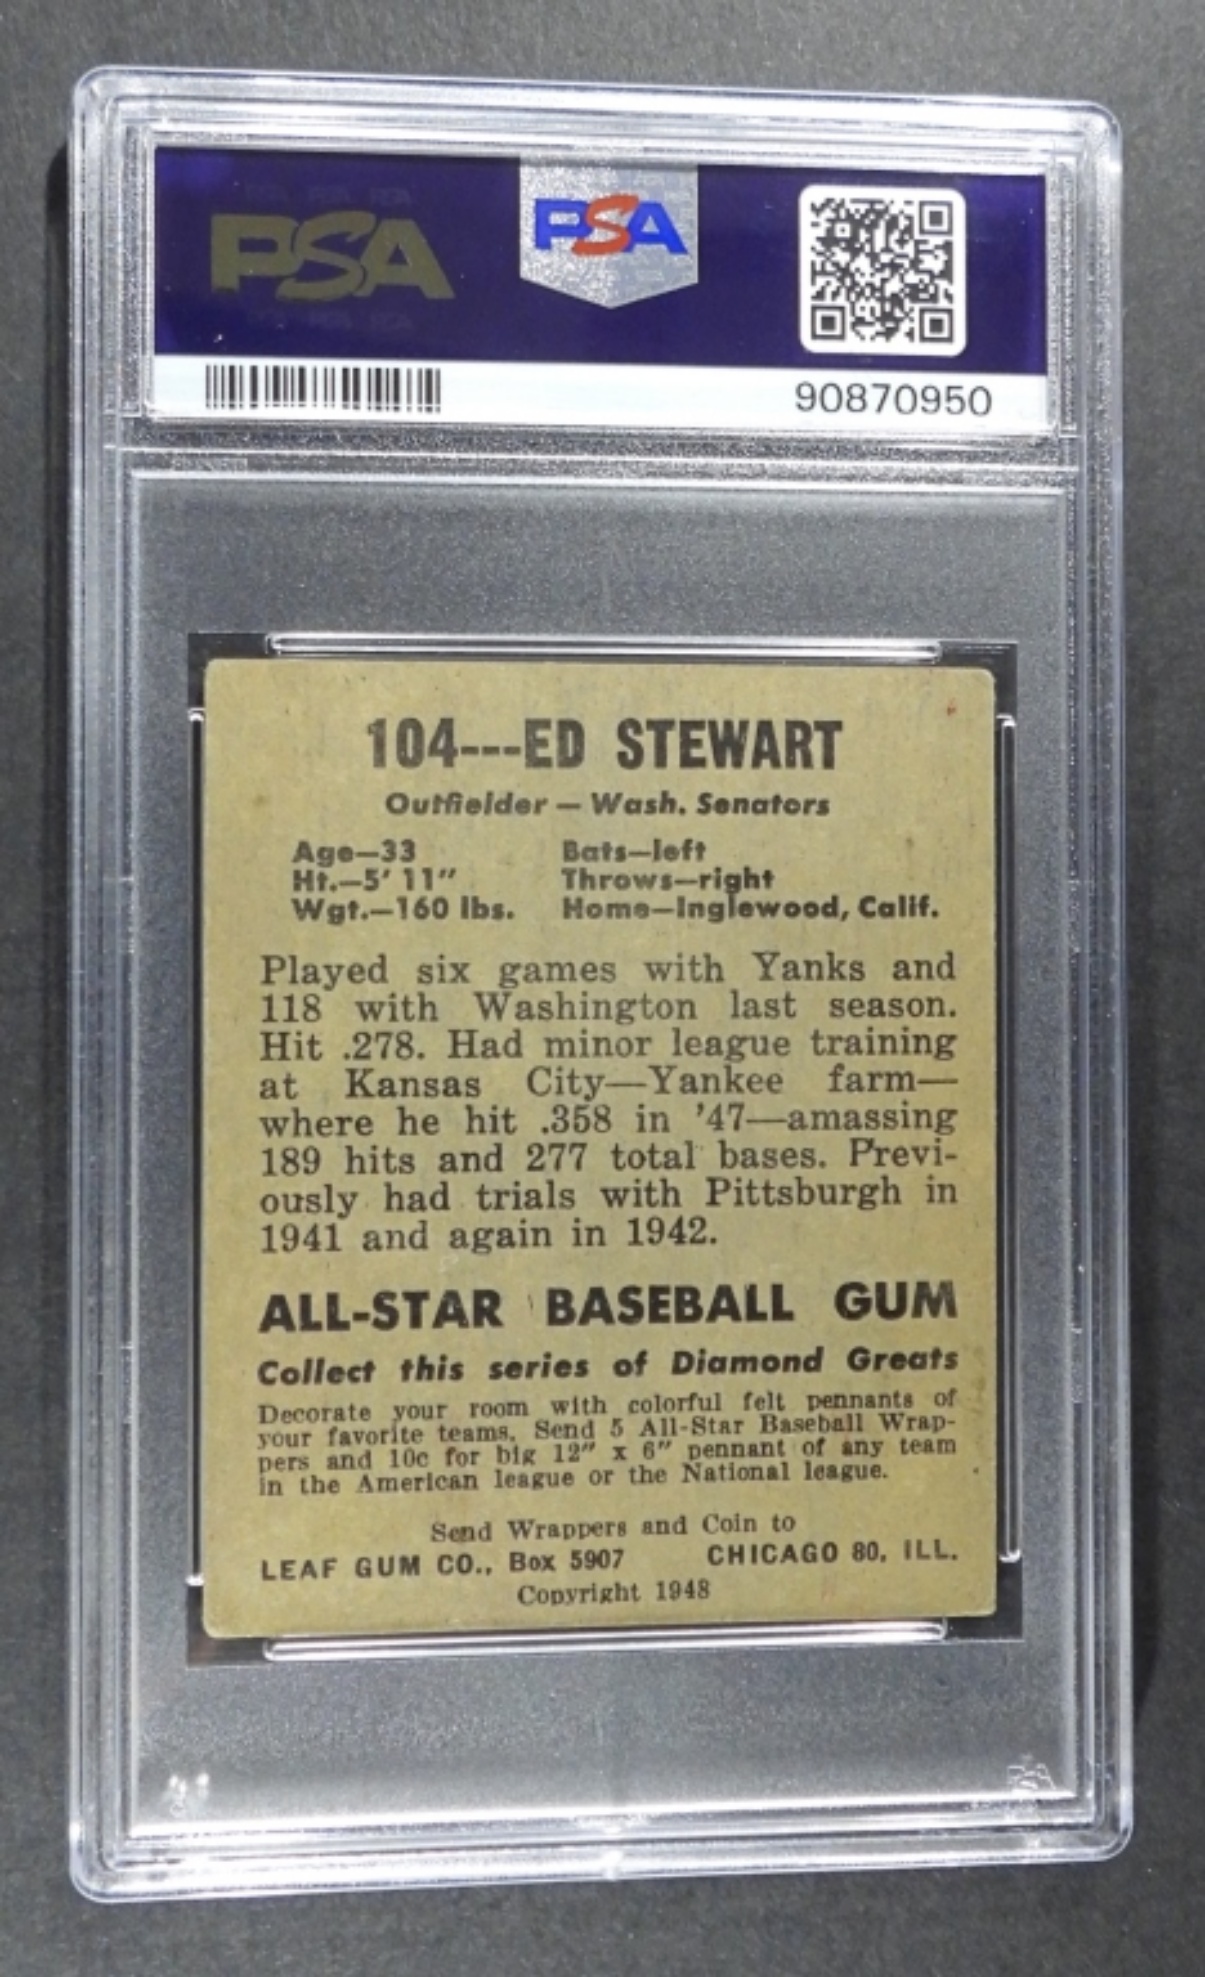 PSA
PSA
90870950
104---ED STEWART
Outfielder — Wash. Senators
Age—33 Bats—left
Ht.—5' 11" Throws—right
Wgt.—160 lbs. Home—Inglewood, Calif.
Played six games with Yanks and
118 with Washington last season.
Hit .278. Had minor league training
at Kansas City—Yankee farm—
where he hit .358 in '47—amassing
189 hits and 277 total bases. Previ-
ously had trials with Pittsburgh in
1941 and again in 1942.
ALL-STAR BASEBALL GUM
Collect this series of Diamond Greats
Decorate your room with colorful felt pennants of
your favorite teams. Send 5 All-Star Baseball Wrap-
pers and 10c for big 12" x 6" pennant of any team
in the American league or the National league.
Send Wrappers and Coin to
LEAF GUM CO., Box 5907 CHICAGO 80, ILL.
Copyright 1948
PSA